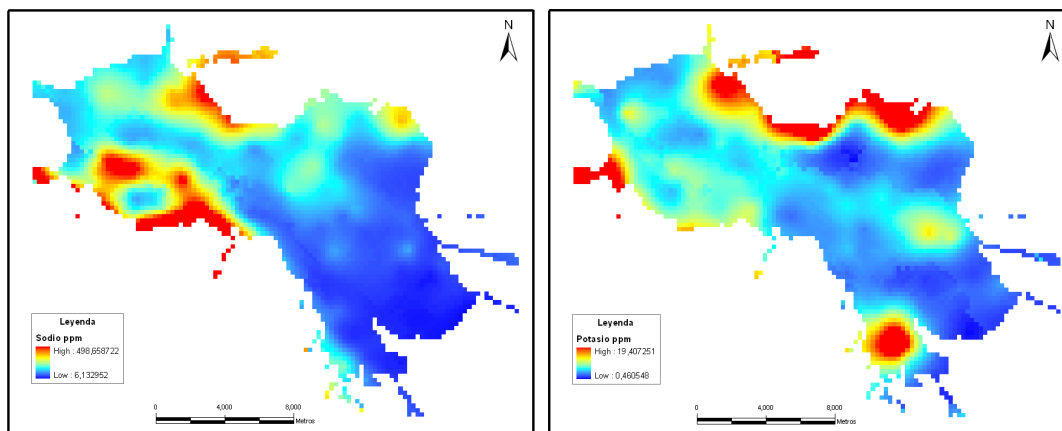 N
Leyenda
Sodio ppm
High : 498,658722
Low : 6,132952
0 4,000 8,000
Metros
N
Leyenda
Potasio ppm
High : 19,407251
Low : 0,460548
0 4,000 8,000
Metros